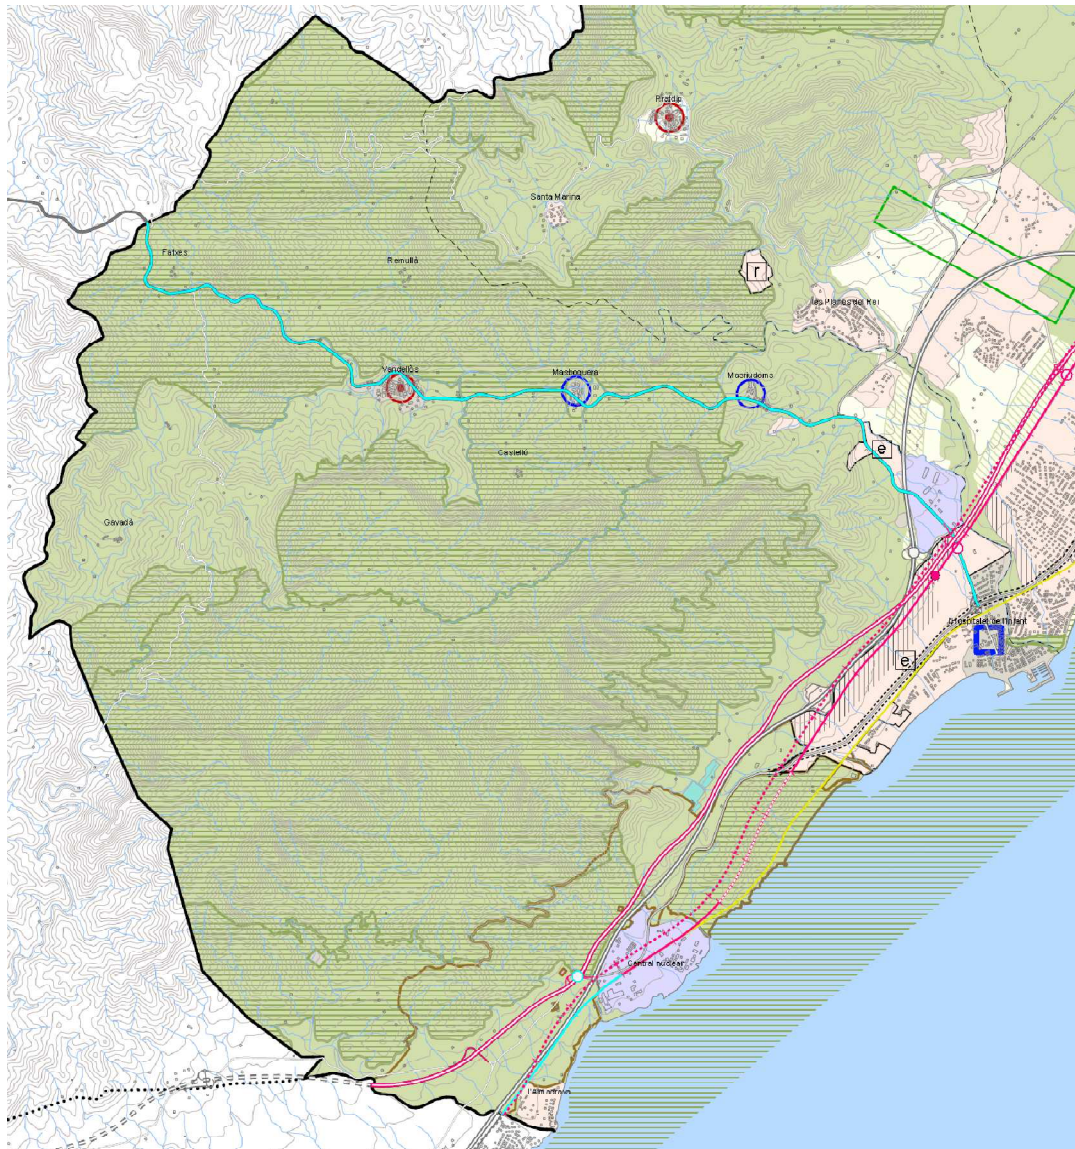 Pratdip
Santa Marina
Fatxes
Remullà
r
les Planes del Rei
Vandellòs
Masboquera
Masriudoms
e
Castelló
Gavadà
l'Hospitalet de l'Infant
e
Central nuclear
l'Almadrava